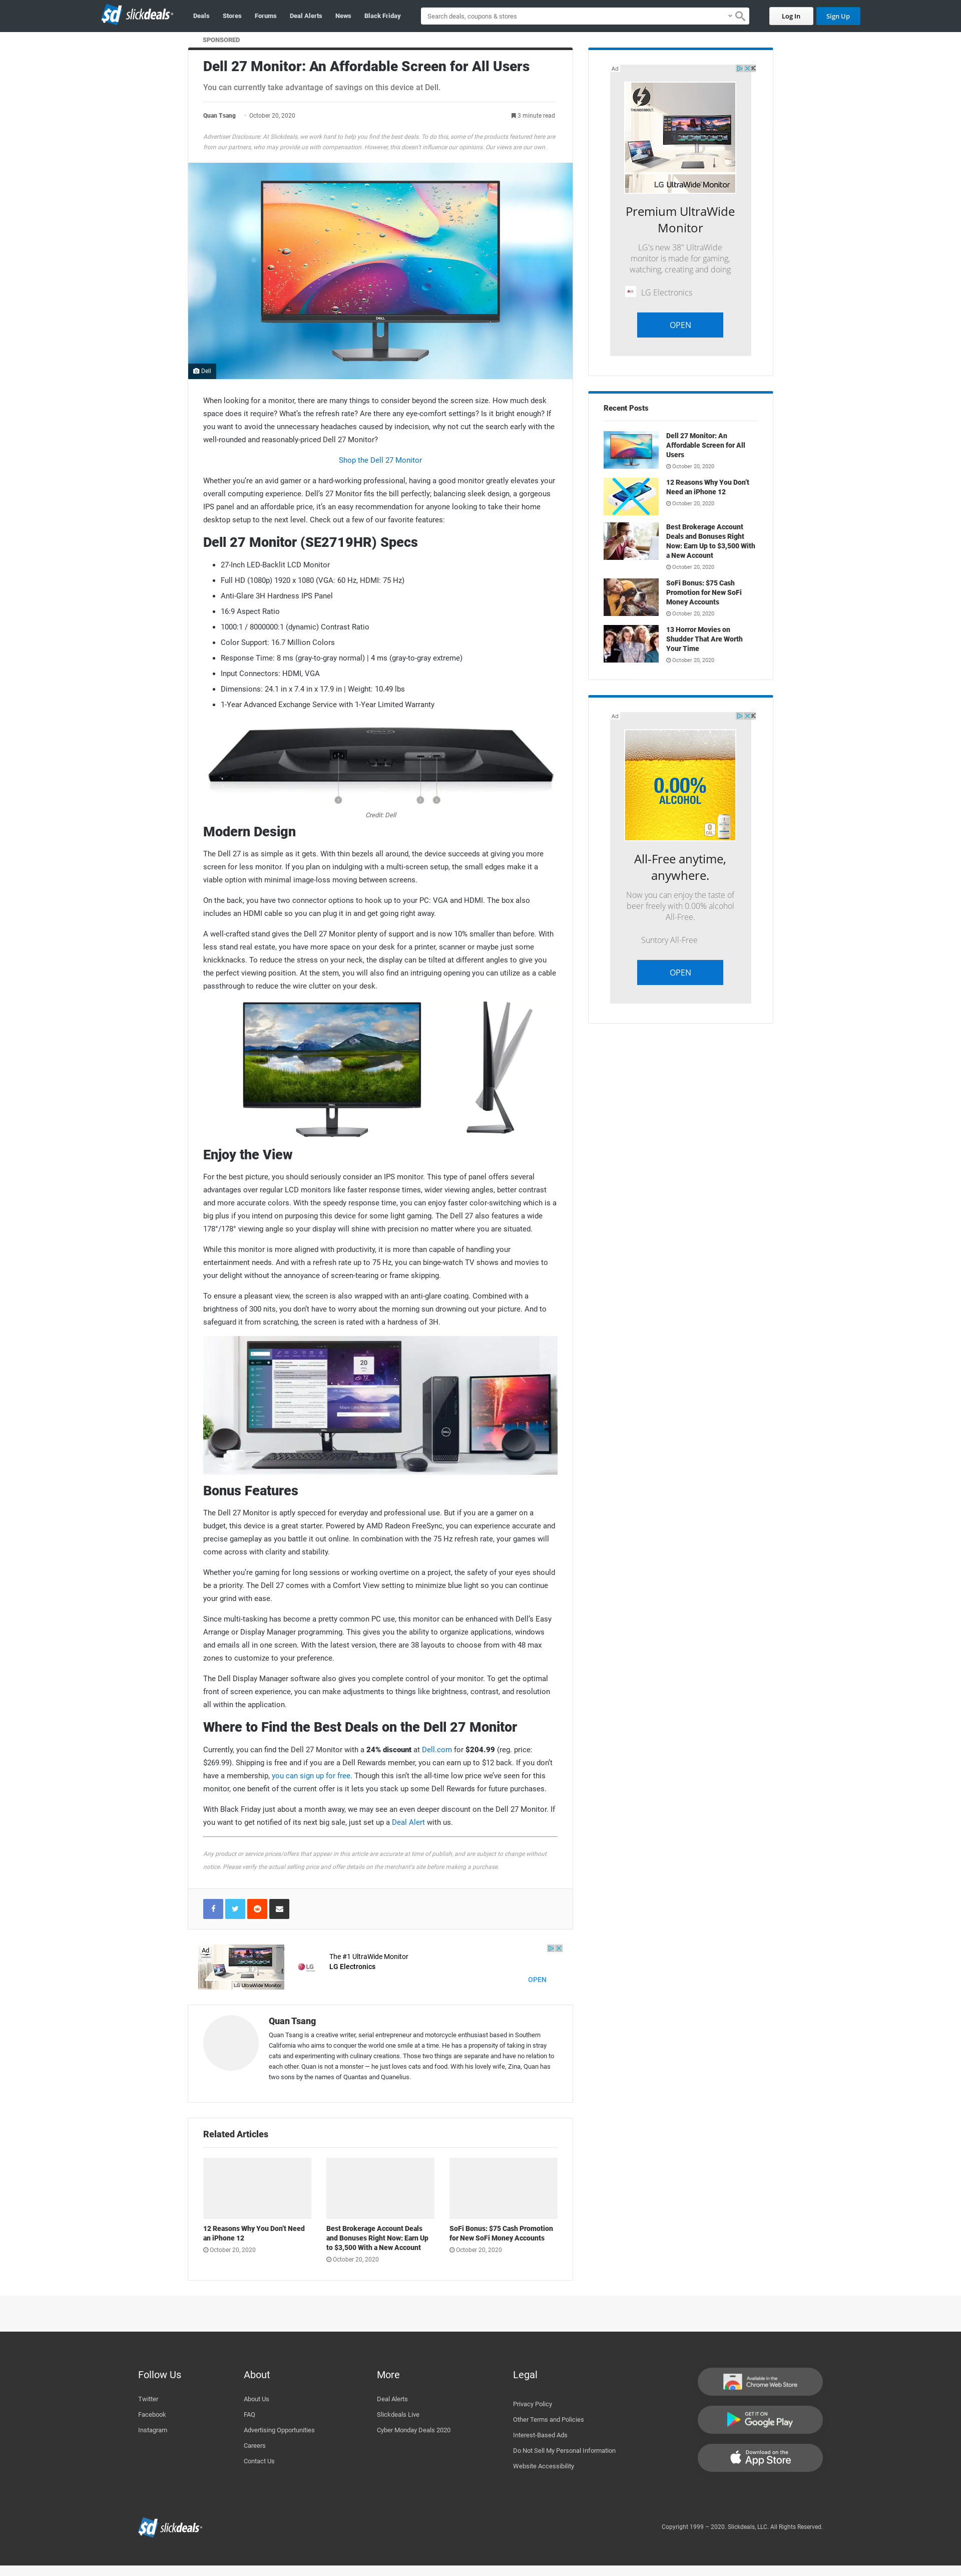 sd slickdeals
Deals
Stores
Forums
Deal Alerts
News
Black Friday
Search deals, coupons & stores
Log In
Sign Up
SPONSORED
Dell 27 Monitor: An Affordable Screen for All Users
You can currently take advantage of savings on this device at Dell.
Quan Tsang · October 20, 2020
3 minute read
Advertiser Disclosure: At Slickdeals, we work hard to help you find the best deals. To do this, some of the products featured here are
from our partners, who may provide us with compensation. However, this doesn't influence our opinions. Our views are our own.
DELL
Dell
When looking for a monitor, there are many things to consider beyond the screen size. How much desk
space does it require? What's the refresh rate? Are there any eye-comfort settings? Is it bright enough? If
you want to avoid the unnecessary headaches caused by indecision, why not cut the search early with the
well-rounded and reasonably-priced Dell 27 Monitor?
Shop the Dell 27 Monitor
Whether you're an avid gamer or a hard-working professional, having a good monitor greatly elevates your
overall computing experience. Dell's 27 Monitor fits the bill perfectly; balancing sleek design, a gorgeous
IPS panel and an affordable price, it's an easy recommendation for anyone looking to take their home
desktop setup to the next level. Check out a few of our favorite features:
Dell 27 Monitor (SE2719HR) Specs
• 27-Inch LED-Backlit LCD Monitor
• Full HD (1080p) 1920 x 1080 (VGA: 60 Hz, HDMI: 75 Hz)
• Anti-Glare 3H Hardness IPS Panel
• 16:9 Aspect Ratio
• 1000:1 / 8000000:1 (dynamic) Contrast Ratio
• Color Support: 16.7 Million Colors
• Response Time: 8 ms (gray-to-gray normal) | 4 ms (gray-to-gray extreme)
• Input Connectors: HDMI, VGA
• Dimensions: 24.1 in x 7.4 in x 17.9 in | Weight: 10.49 lbs
• 1-Year Advanced Exchange Service with 1-Year Limited Warranty
Credit: Dell
Modern Design
The Dell 27 is as simple as it gets. With thin bezels all around, the device succeeds at giving you more
screen for less monitor. If you plan on indulging with a multi-screen setup, the small edges make it a
viable option with minimal image-loss moving between screens.
On the back, you have two connector options to hook up to your PC: VGA and HDMI. The box also
includes an HDMI cable so you can plug it in and get going right away.
A well-crafted stand gives the Dell 27 Monitor plenty of support and is now 10% smaller than before. With
less stand real estate, you have more space on your desk for a printer, scanner or maybe just some
knickknacks. To reduce the stress on your neck, the display can be tilted at different angles to give you
the perfect viewing position. At the stem, you will also find an intriguing opening you can utilize as a cable
passthrough to reduce the wire clutter on your desk.
Enjoy the View
For the best picture, you should seriously consider an IPS monitor. This type of panel offers several
advantages over regular LCD monitors like faster response times, wider viewing angles, better contrast
and more accurate colors. With the speedy response time, you can enjoy faster color-switching which is a
big plus if you intend on purposing this device for some light gaming. The Dell 27 also features a wide
178°/178° viewing angle so your display will shine with precision no matter where you are situated.
While this monitor is more aligned with productivity, it is more than capable of handling your
entertainment needs. And with a refresh rate up to 75 Hz, you can binge-watch TV shows and movies to
your delight without the annoyance of screen-tearing or frame skipping.
To ensure a pleasant view, the screen is also wrapped with an anti-glare coating. Combined with a
brightness of 300 nits, you don't have to worry about the morning sun drowning out your picture. And to
safeguard it from scratching, the screen is rated with a hardness of 3H.
20
Bonus Features
The Dell 27 Monitor is aptly specced for everyday and professional use. But if you are a gamer on a
budget, this device is a great starter. Powered by AMD Radeon FreeSync, you can experience accurate and
precise gameplay as you battle it out online. In combination with the 75 Hz refresh rate, your games will
come across with clarity and stability.
Whether you're gaming for long sessions or working overtime on a project, the safety of your eyes should
be a priority. The Dell 27 comes with a Comfort View setting to minimize blue light so you can continue
your grind with ease.
Since multi-tasking has become a pretty common PC use, this monitor can be enhanced with Dell's Easy
Arrange or Display Manager programming. This gives you the ability to organize applications, windows
and emails all in one screen. With the latest version, there are 38 layouts to choose from with 48 max
zones to customize to your preference.
The Dell Display Manager software also gives you complete control of your monitor. To get the optimal
front of screen experience, you can make adjustments to things like brightness, contrast, and resolution
all within the application.
Where to Find the Best Deals on the Dell 27 Monitor
Currently, you can find the Dell 27 Monitor with a 24% discount at Dell.com for $204.99 (reg. price:
$269.99). Shipping is free and if you are a Dell Rewards member, you can earn up to $12 back. If you don't
have a membership, you can sign up for free. Though this isn't the all-time low price we've seen for this
monitor, one benefit of the current offer is it lets you stack up some Dell Rewards for future purchases.
With Black Friday just about a month away, we may see an even deeper discount on the Dell 27 Monitor. If
you want to get notified of its next big sale, just set up a Deal Alert with us.
Any product or service prices/offers that appear in this article are accurate at time of publish, and are subject to change without
notice. Please verify the actual selling price and offer details on the merchant's site before making a purchase.
Ad
LG UltraWide Monitor
LG
The #1 UltraWide Monitor
LG Electronics
OPEN
Quan Tsang
Quan Tsang is a creative writer, serial entrepreneur and motorcycle enthusiast based in Southern
California who aims to conquer the world one smile at a time. He has a propensity of taking in stray
cats and experimenting with culinary creations. Those two things are separate and have no relation to
each other. Quan is not a monster — he just loves cats and food. With his lovely wife, Zina, Quan has
two sons by the names of Quantas and Quanelius.
Related Articles
12 Reasons Why You Don't Need
an iPhone 12
October 20, 2020
Best Brokerage Account Deals
and Bonuses Right Now: Earn Up
to $3,500 With a New Account
October 20, 2020
SoFi Bonus: $75 Cash Promotion
for New SoFi Money Accounts
October 20, 2020
Ad
THUNDERBOLT
LG UltraWide Monitor
Premium UltraWide
Monitor
LG's new 38" UltraWide
monitor is made for gaming,
watching, creating and doing
LG Electronics
OPEN
Recent Posts
Dell 27 Monitor: An
Affordable Screen for All
Users
October 20, 2020
12 Reasons Why You Don't
Need an iPhone 12
October 20, 2020
Best Brokerage Account
Deals and Bonuses Right
Now: Earn Up to $3,500 With
a New Account
October 20, 2020
SoFi Bonus: $75 Cash
Promotion for New SoFi
Money Accounts
October 20, 2020
13 Horror Movies on
Shudder That Are Worth
Your Time
October 20, 2020
Ad
0.00%
ALCOHOL
All-Free anytime,
anywhere.
Now you can enjoy the taste of
beer freely with 0.00% alcohol
All-Free.
Suntory All-Free
OPEN
Follow Us
Twitter
Facebook
Instagram
About
About Us
FAQ
Advertising Opportunities
Careers
Contact Us
More
Deal Alerts
Slickdeals Live
Cyber Monday Deals 2020
Legal
Privacy Policy
Other Terms and Policies
Interest-Based Ads
Do Not Sell My Personal Information
Website Accessibility
Available in the
Chrome Web Store
GET IT ON
Google Play
Download on the
App Store
sd slickdeals
Copyright 1999 – 2020. Slickdeals, LLC. All Rights Reserved.